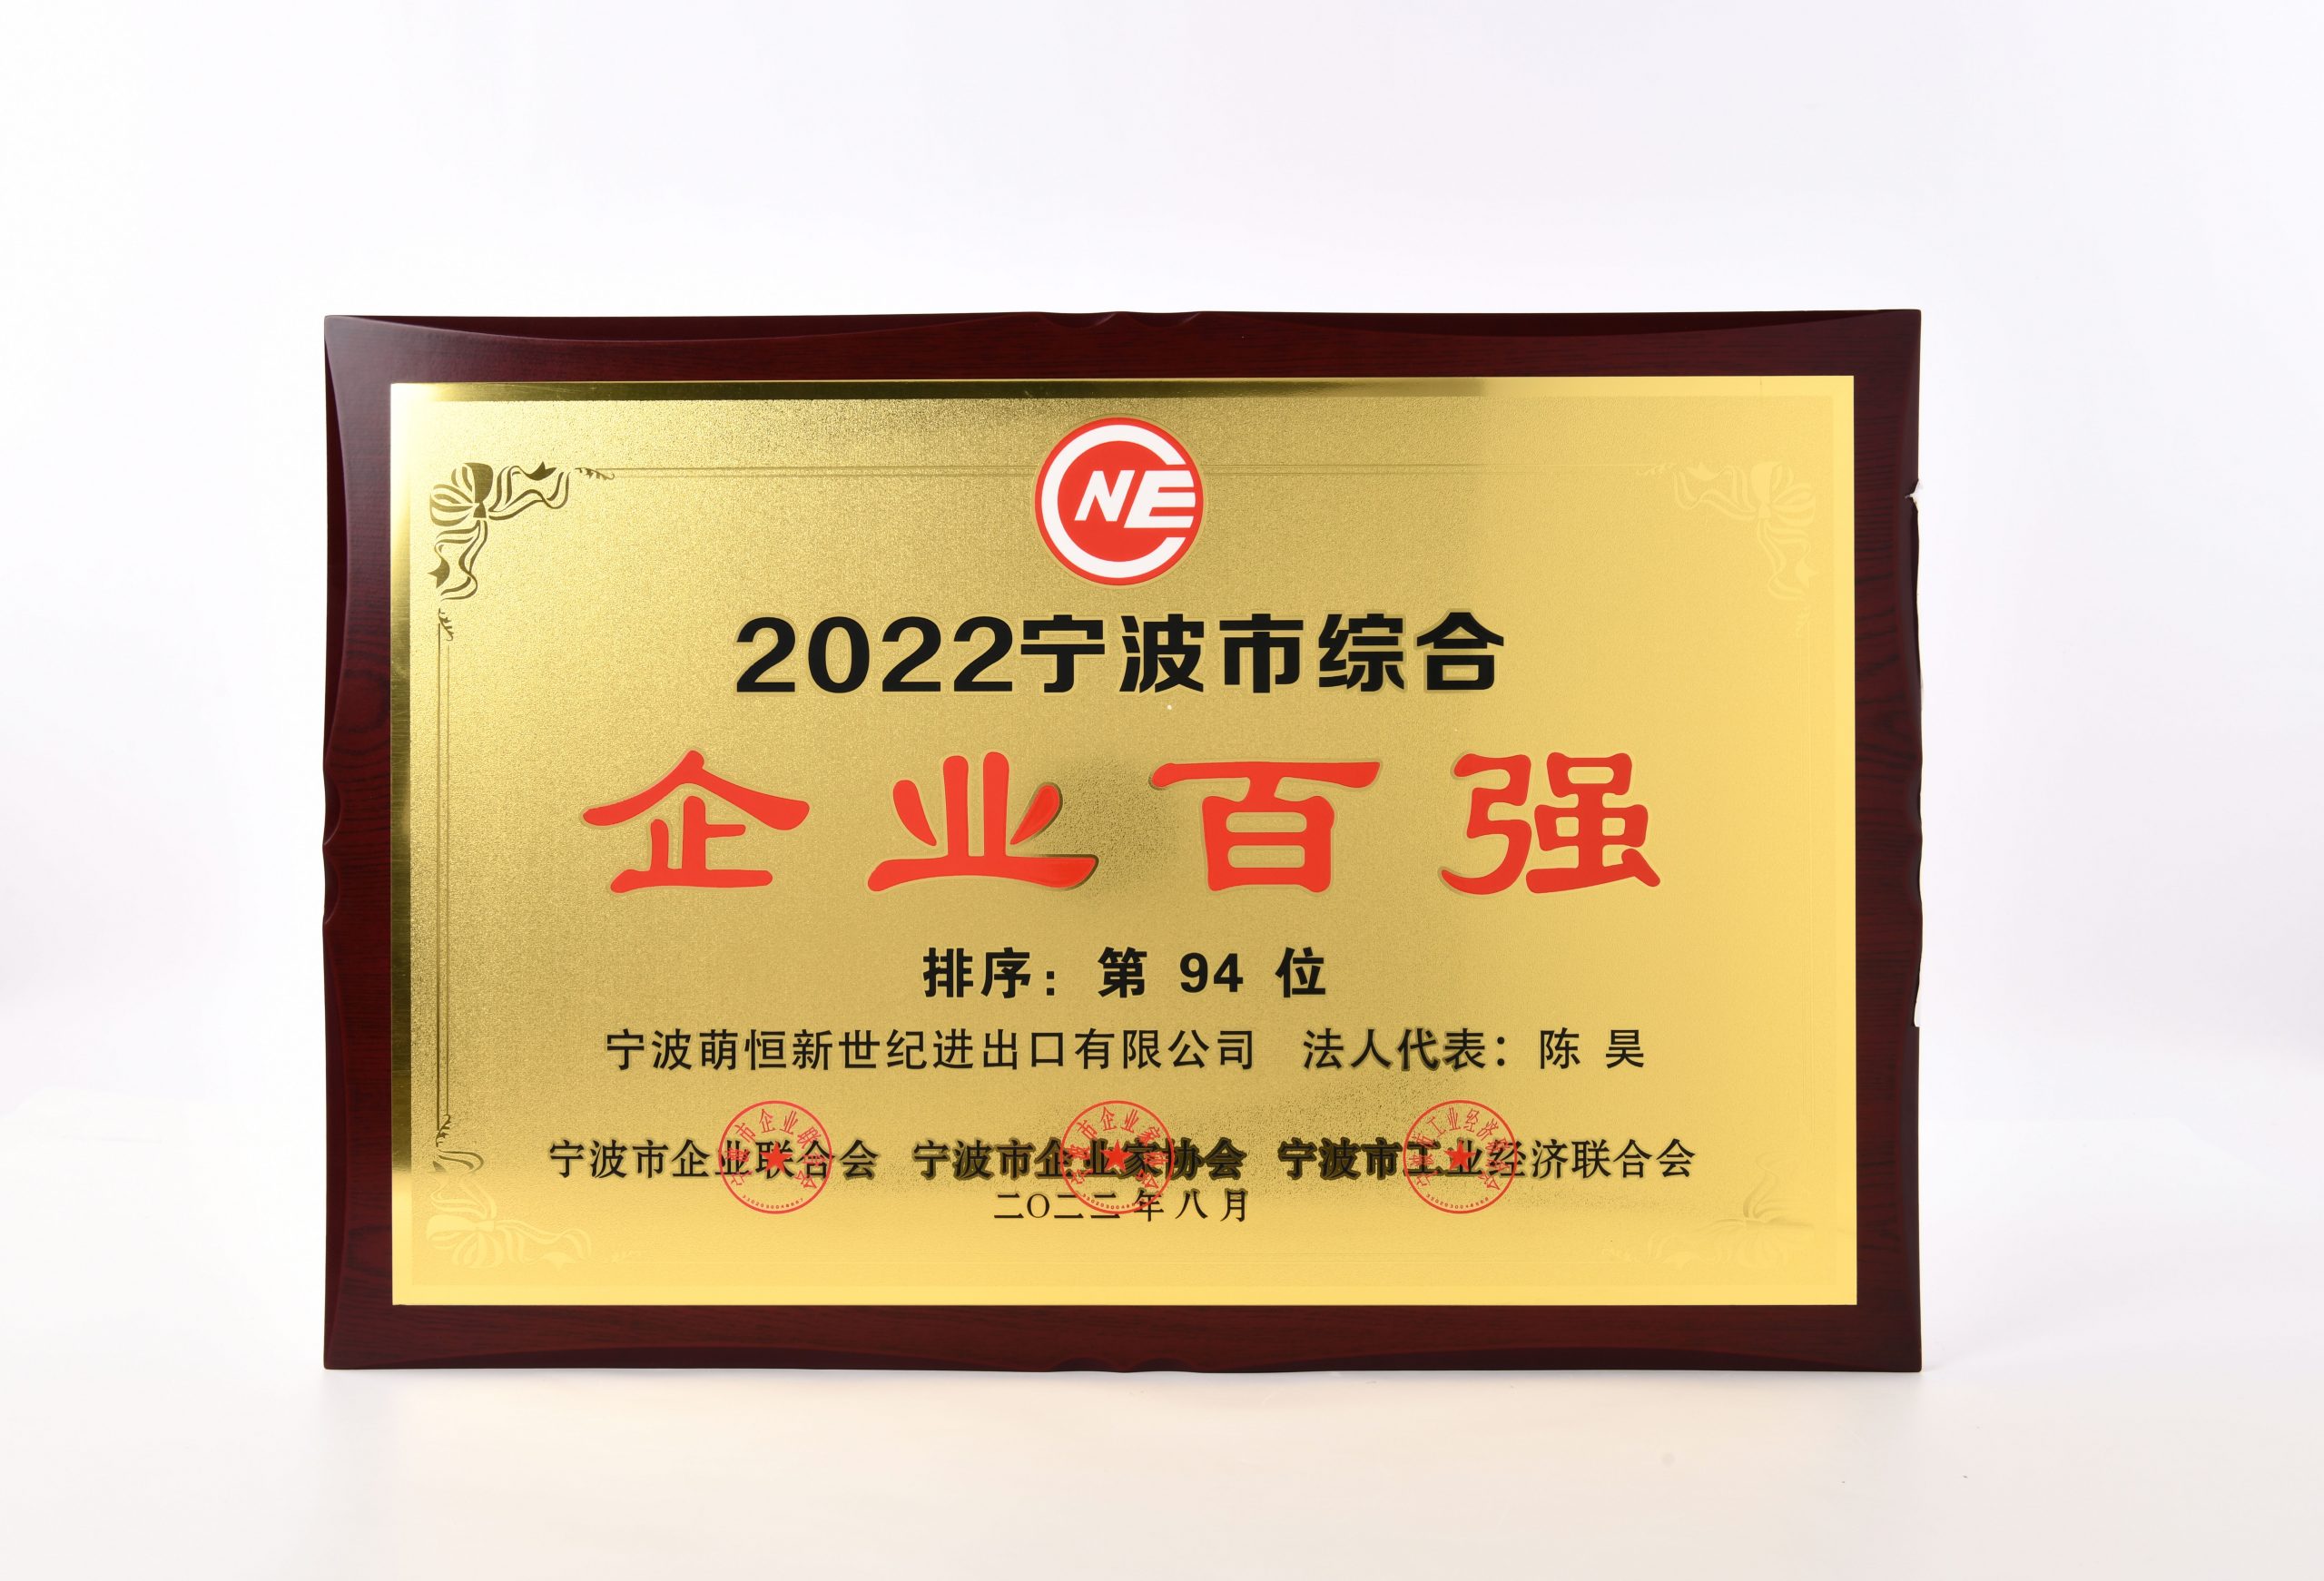 CNE
2022宁波市综合
企业百强
排序：第 94 位
宁波萌恒新世纪进出口有限公司 法人代表：陈 昊
宁波市企业联合会 宁波市企业家协会 宁波市工业经济联合会
二〇二二年八月